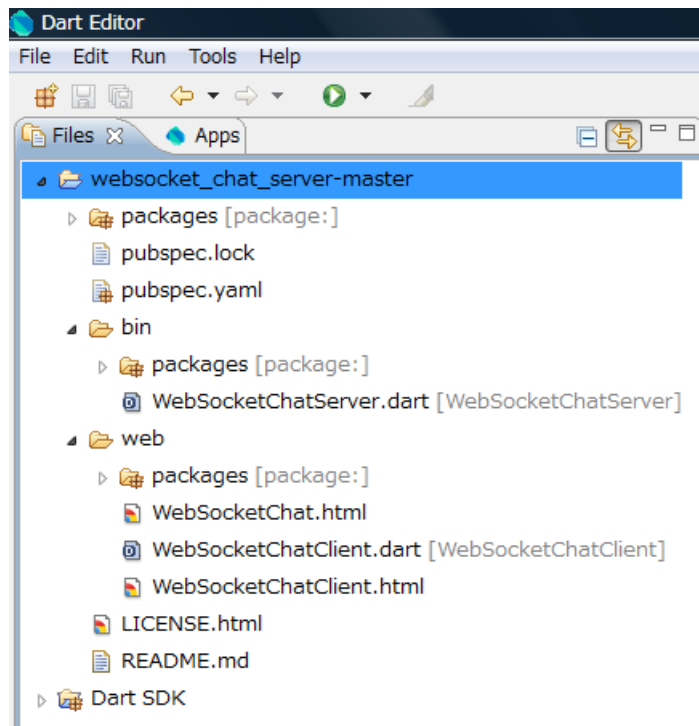 Dart Editor
File Edit Run Tools Help
Files Apps
websocket_chat_server-master
packages [package:]
pubspec.lock
pubspec.yaml
bin
packages [package:]
WebSocketChatServer.dart [WebSocketChatServer]
web
packages [package:]
WebSocketChat.html
WebSocketChatClient.dart [WebSocketChatClient]
WebSocketChatClient.html
LICENSE.html
README.md
Dart SDK